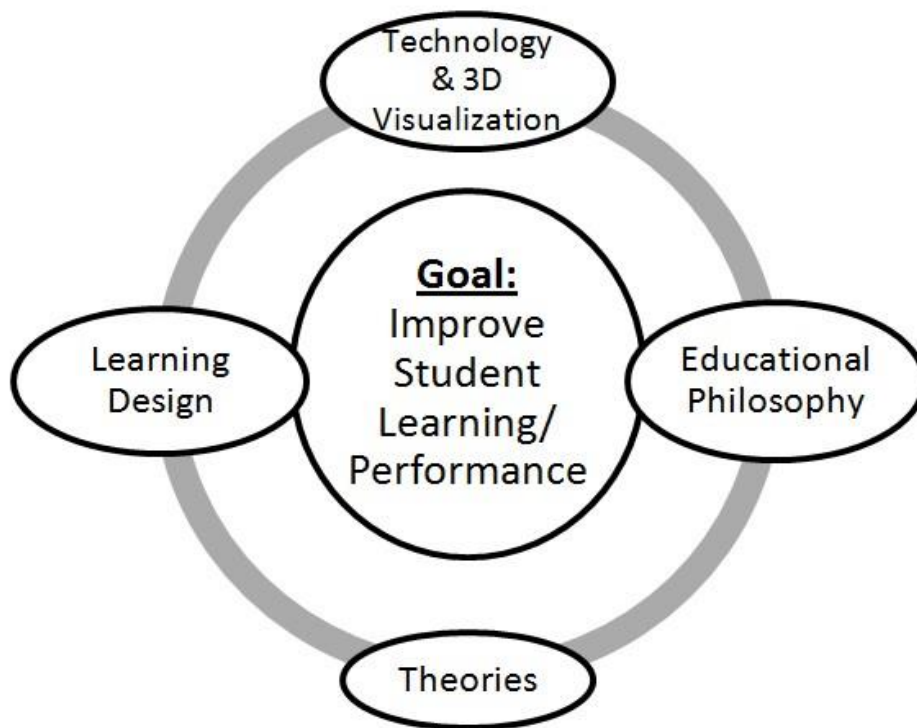 Technology
& 3D
Visualization
Goal:
Improve
Student
Learning/
Performance
Learning
Design
Educational
Philosophy
Theories